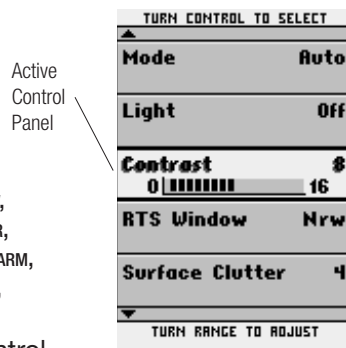 TURN CONTROL TO SELECT
Mode Auto
Light Off
Contrast 8
0 16
RTS Window Nrw
Surface Clutter 4
TURN RANGE TO ADJUST
Active
Control
Panel
ARM,